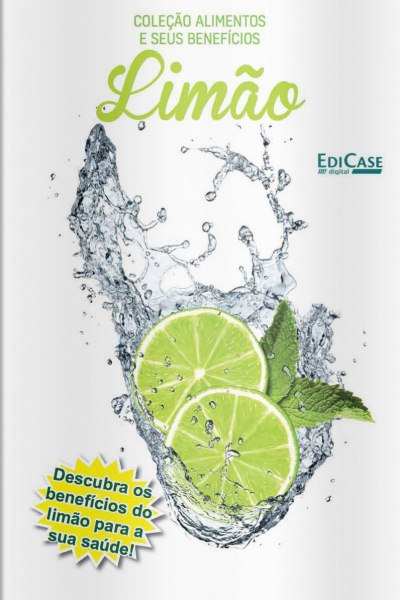 COLEÇÃO ALIMENTOS
E SEUS BENEFÍCIOS
Limão
EDICASE
digital
Descubra os
benefícios do
limão para a
sua saúde!